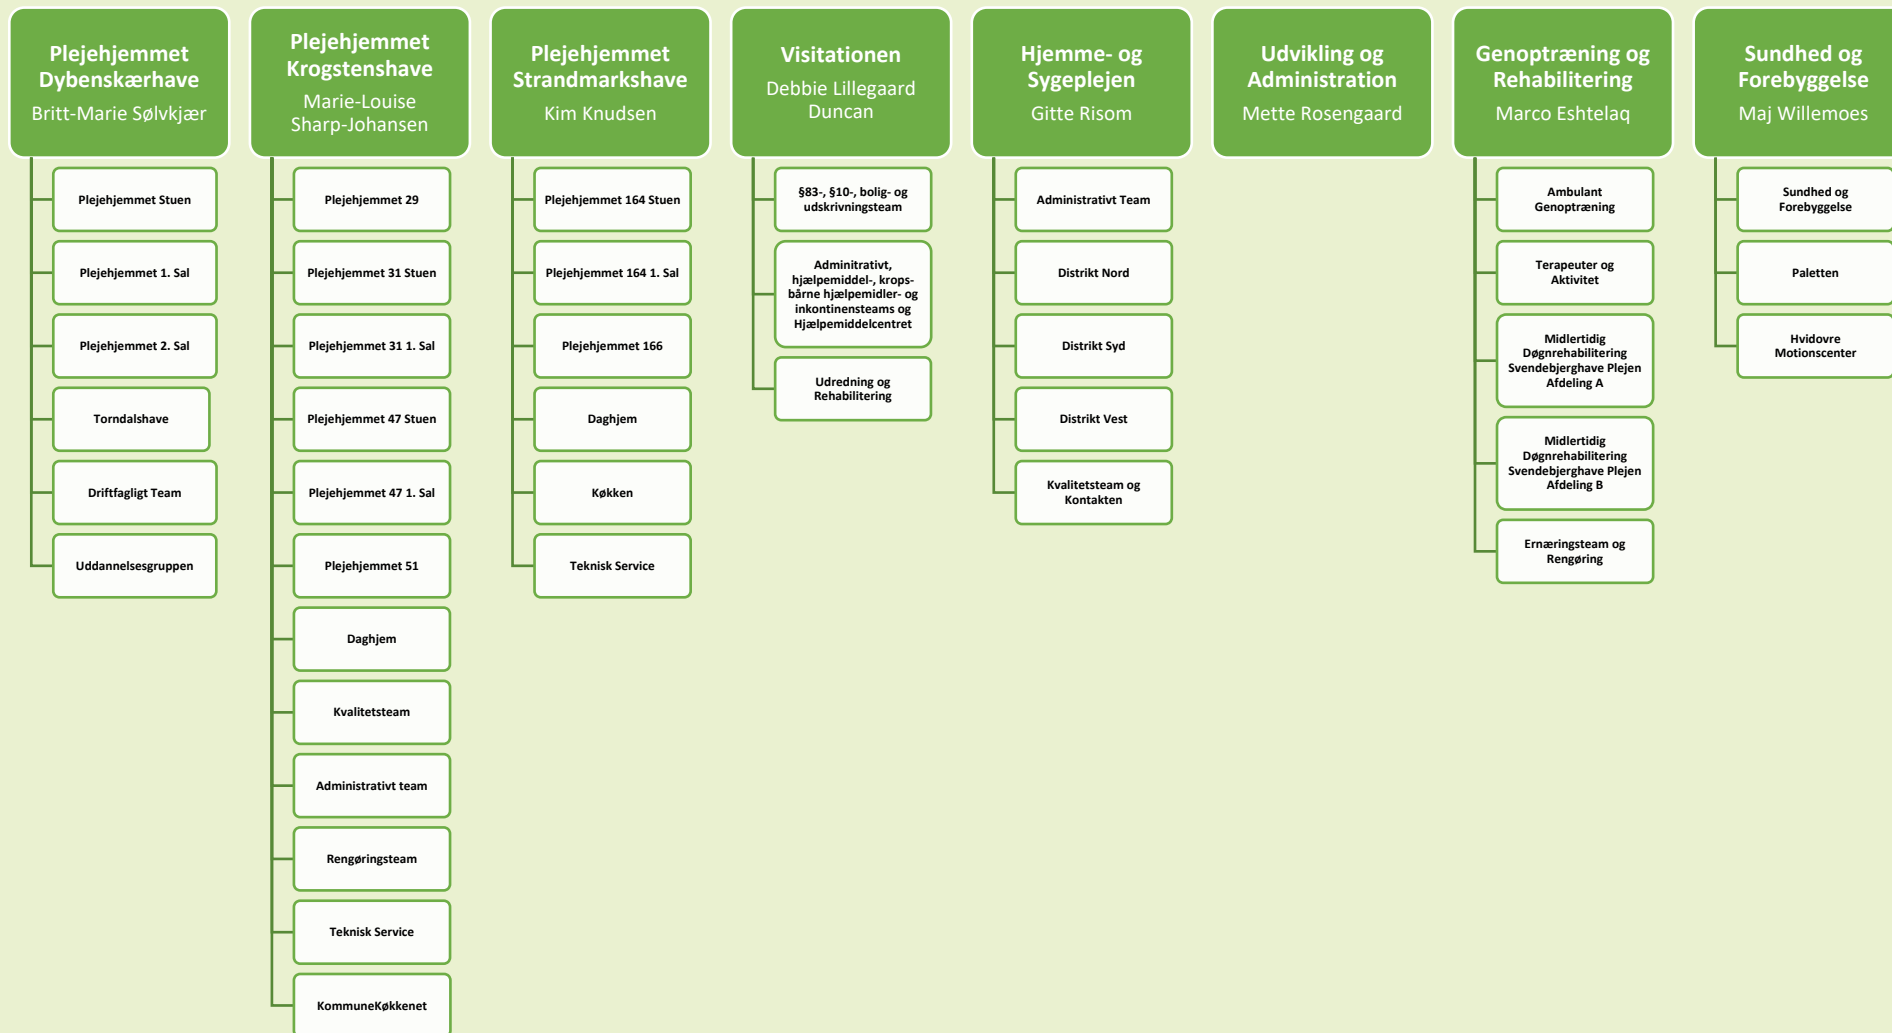 Plejehjemmet
Dybenskærhave
Britt-Marie Sølvkjær
Plejehjemmet Stuen
Plejehjemmet 1. Sal
Plejehjemmet 2. Sal
Torndalshave
Driftfagligt Team
Uddannelsesgruppen
Plejehjemmet
Krogstenshave
Marie-Louise
Sharp-Johansen
Plejehjemmet 29
Plejehjemmet 31 Stuen
Plejehjemmet 31 1. Sal
Plejehjemmet 47 Stuen
Plejehjemmet 47 1. Sal
Plejehjemmet 51
Daghjem
Kvalitetsteam
Administrativt team
Rengøringsteam
Teknisk Service
KommuneKøkkenet
Plejehjemmet
Strandmarkshave
Kim Knudsen
Plejehjemmet 164 Stuen
Plejehjemmet 164 1. Sal
Plejehjemmet 166
Daghjem
Køkken
Teknisk Service
Visitationen
Debbie Lillegaard
Duncan
§83-, §10-, bolig- og
udskrivningsteam
Adminitrativt,
hjælpemiddel-, krops-
bårne hjælpemidler- og
inkontinensteams og
Hjælpemiddelcentret
Udredning og
Rehabilitering
Hjemme- og
Sygeplejen
Gitte Risom
Administrativt Team
Distrikt Nord
Distrikt Syd
Distrikt Vest
Kvalitetsteam og
Kontakten
Udvikling og
Administration
Mette Rosengaard
Genoptræning og
Rehabilitering
Marco Eshtelaq
Ambulant
Genoptræning
Terapeuter og
Aktivitet
Midlertidig
Døgnrehabilitering
Svendebjerghave Plejen
Afdeling A
Midlertidig
Døgnrehabilitering
Svendebjerghave Plejen
Afdeling B
Ernæringsteam og
Rengøring
Sundhed og
Forebyggelse
Maj Willemoes
Sundhed og
Forebyggelse
Paletten
Hvidovre
Motionscenter